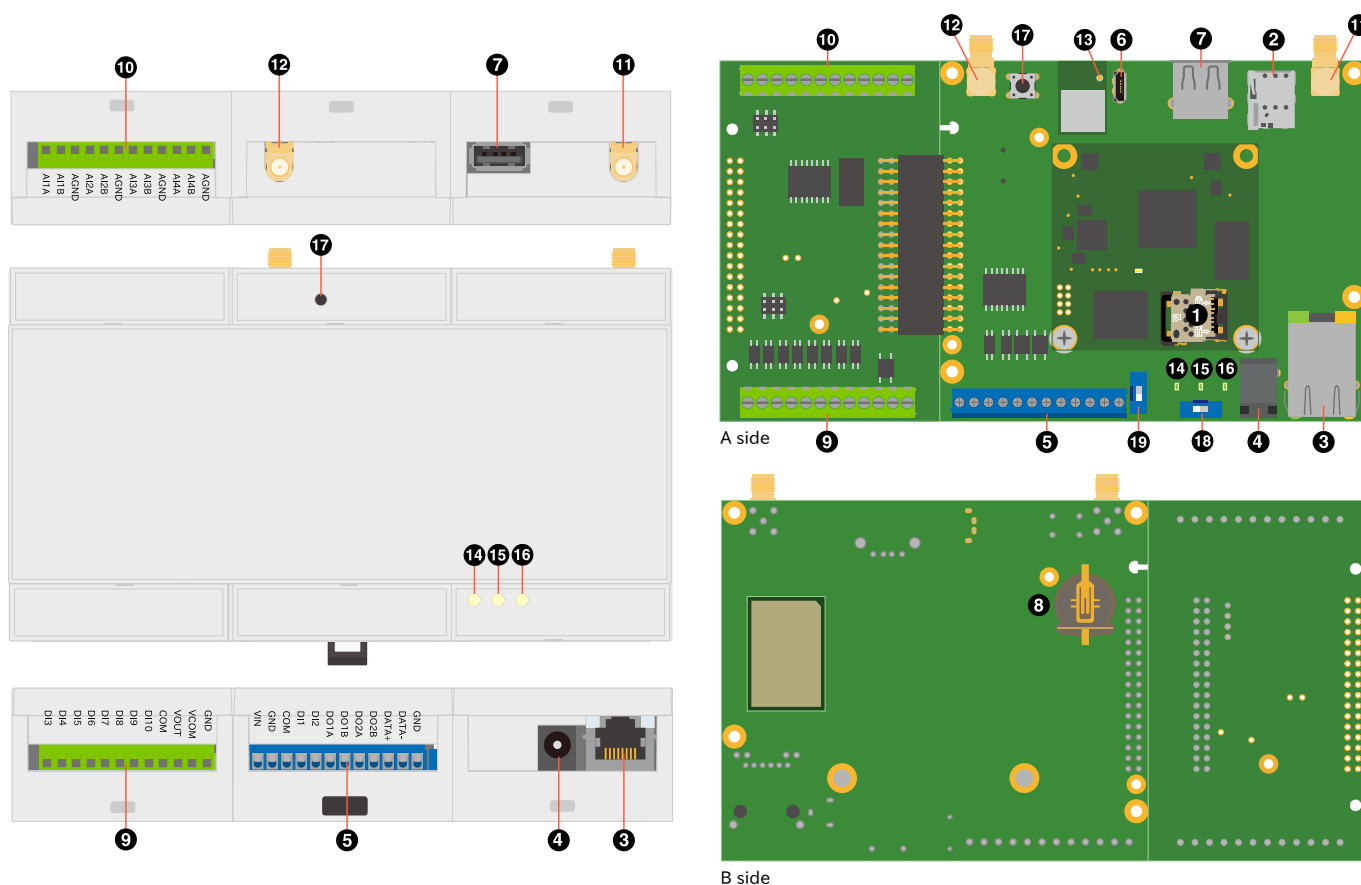 10
12
7
11
AI1A
AI1B
AGND
AI2A
AI2B
AGND
AI3A
AI3B
AGND
AI4A
AI4B
AGND
17
14
15
16
DI3
DI4
DI5
DI6
DI7
DI8
DI9
DI10
COM
VOUT
VCOM
GND
VIN
GND
COM
DI1
DI2
DO1A
DO1B
DO2A
DO2B
DATA+
DATA-
GND
9
5
4
3
10
12
17
13
6
7
2
11
1
14
15
16
9
5
19
18
4
3
A side
8
B side